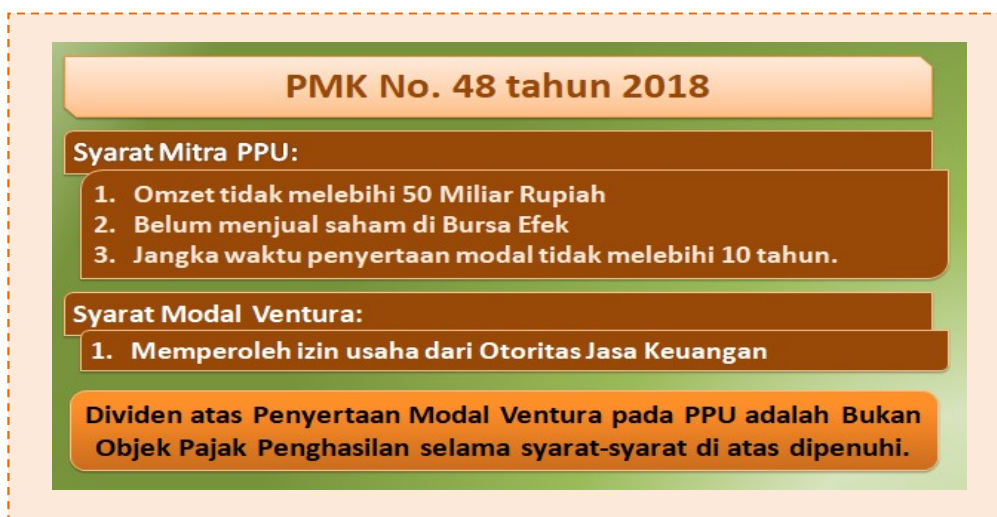 PMK No. 48 tahun 2018
Syarat Mitra PPU:
1. Omzet tidak melebihi 50 Miliar Rupiah
2. Belum menjual saham di Bursa Efek
3. Jangka waktu penyertaan modal tidak melebihi 10 tahun.
Syarat Modal Ventura:
1. Memperoleh izin usaha dari Otoritas Jasa Keuangan
Dividen atas Penyertaan Modal Ventura pada PPU adalah Bukan
Objek Pajak Penghasilan selama syarat-syarat di atas dipenuhi.